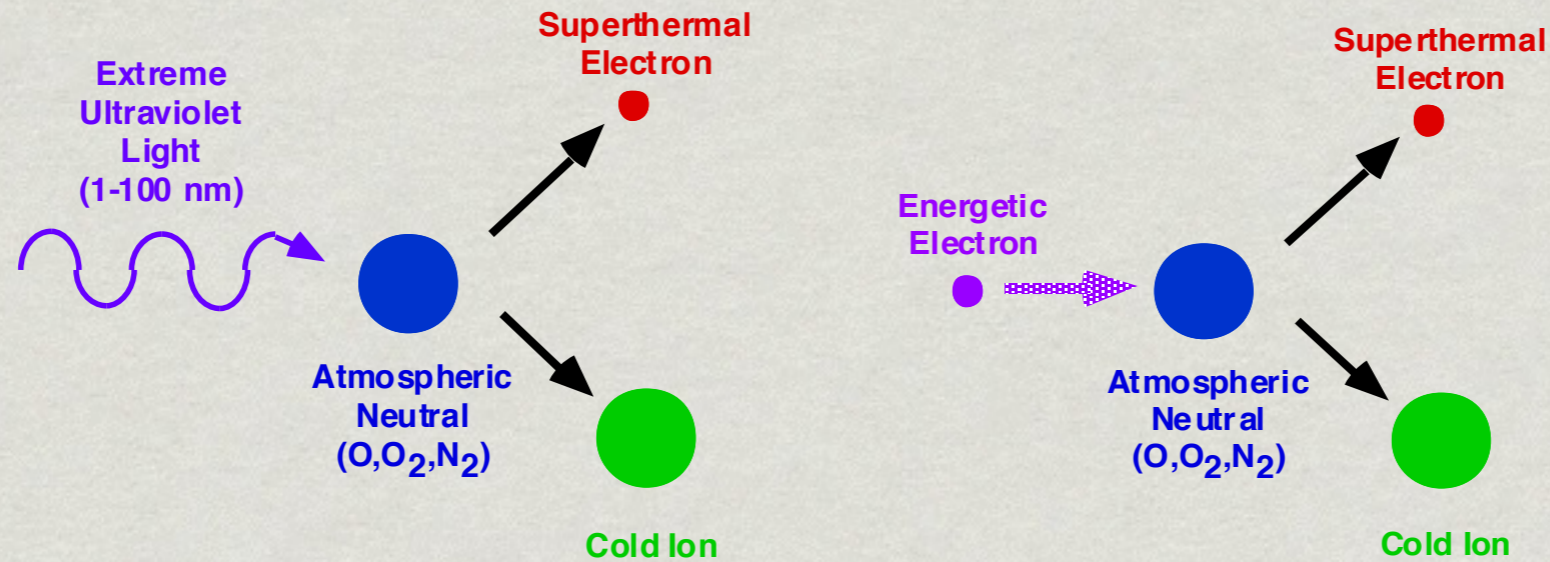 Extreme
Ultraviolet
Light
(1-100 nm)
Superthermal
Electron
Atmospheric
Neutral
(O,O₂,N₂)
Cold Ion
Energetic
Electron
Superthermal
Electron
Atmospheric
Neutral
(O,O₂,N₂)
Cold Ion